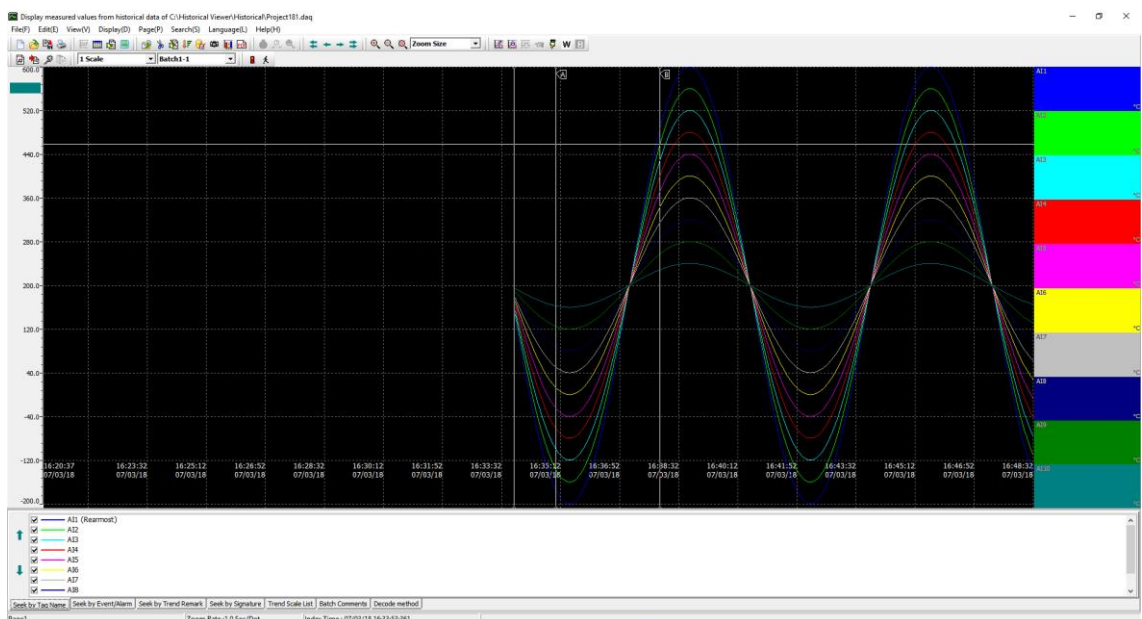 Display measured values from historical data of C:\Historical Viewer\Historical\Project181.daq
File(F) Edit(E) View(V) Display(D) Page(P) Search(S) Language(L) Help(H)
Zoom Size W
1 Scale Batch1-1
600.0
520.0
440.0
360.0
280.0
200.0
120.0
40.0
-40.0
-120.0
-200.0
A B
16:20:37 16:23:32 16:25:12 16:26:52 16:28:32 16:30:12 16:31:52 16:33:32 16:35:12 16:36:52 16:38:32 16:40:12 16:41:52 16:43:32 16:45:12 16:46:52 16:48:32
07/03/18 07/03/18 07/03/18 07/03/18 07/03/18 07/03/18 07/03/18 07/03/18 07/03/18 07/03/18 07/03/18 07/03/18 07/03/18 07/03/18 07/03/18 07/03/18 07/03/18
AI1
°C
AI2
°C
AI3
°C
AI4
°C
AI5
°C
AI6
°C
AI7
°C
AI8
°C
AI9
°C
AI10
°C
AI1 (Rearmost)
AI2
AI3
AI4
AI5
AI6
AI7
AI8
Seek by Tag Name Seek by Event/Alarm Seek by Trend Remark Seek by Signature Trend Scale List Batch Comments Decode method